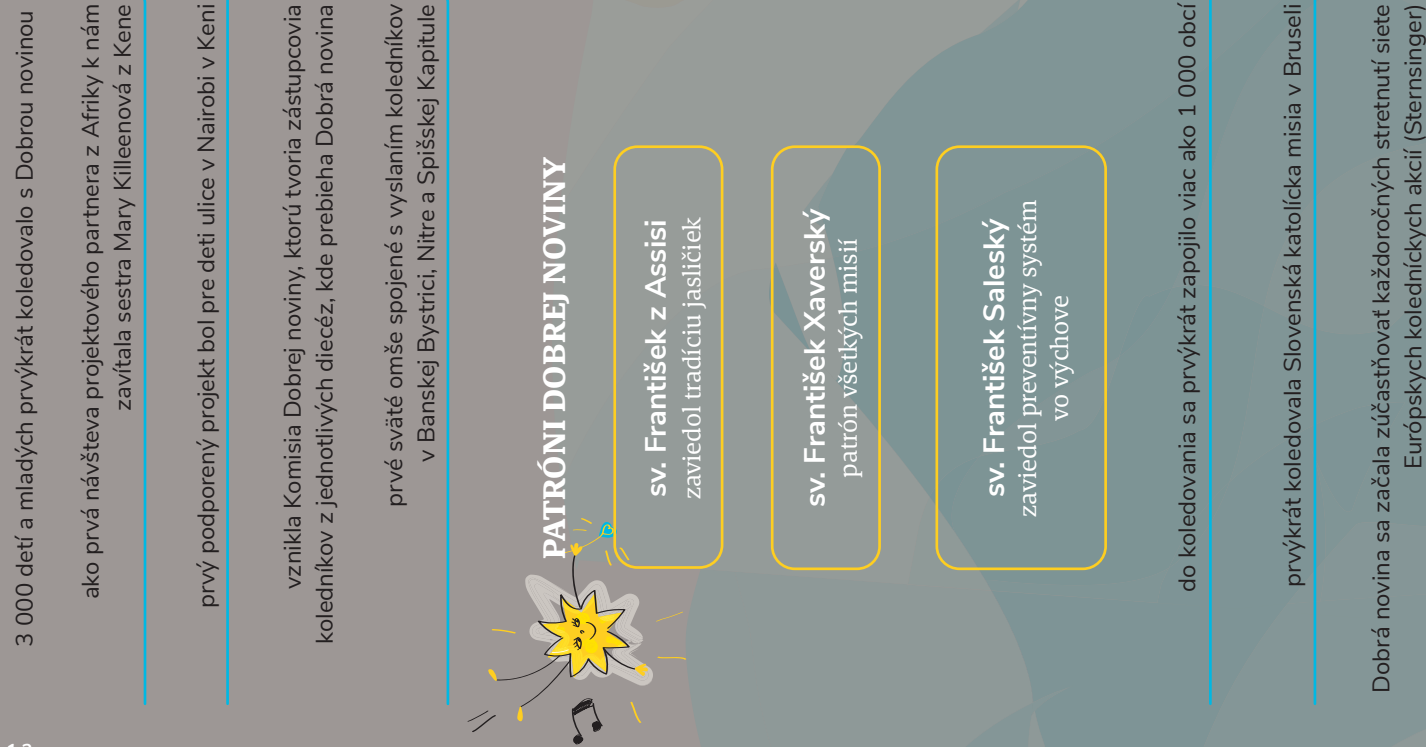 3 000 detí a mladých prvýkrát koledovalo s Dobrou novinou
ako prvá návšteva projektového partnera z Afriky k nám
zavítala sestra Mary Killeenová z Kene
prvý podporený projekt bol pre deti ulice v Nairobi v Keni
vznikla Komisia Dobrej noviny, ktorú tvoria zástupcovia
koledníkov z jednotlivých diecéz, kde prebieha Dobrá novina
prvé sväté omše spojené s vyslaním koledníkov
v Banskej Bystrici, Nitre a Spišskej Kapitule
PATRÓNI DOBREJ NOVINY
sv. František z Assisi
zaviedol tradíciu jasličiek
sv. František Xaverský
patrón všetkých misií
sv. František Saleský
zaviedol preventívny systém
vo výchove
do koledovania sa prvýkrát zapojilo viac ako 1 000 obcí
prvýkrát koledovala Slovenská katolícka misia v Bruseli
Dobrá novina sa začala zúčastňovať každoročných stretnutí siete
Európskych koledníckych akcií (Sternsinger)